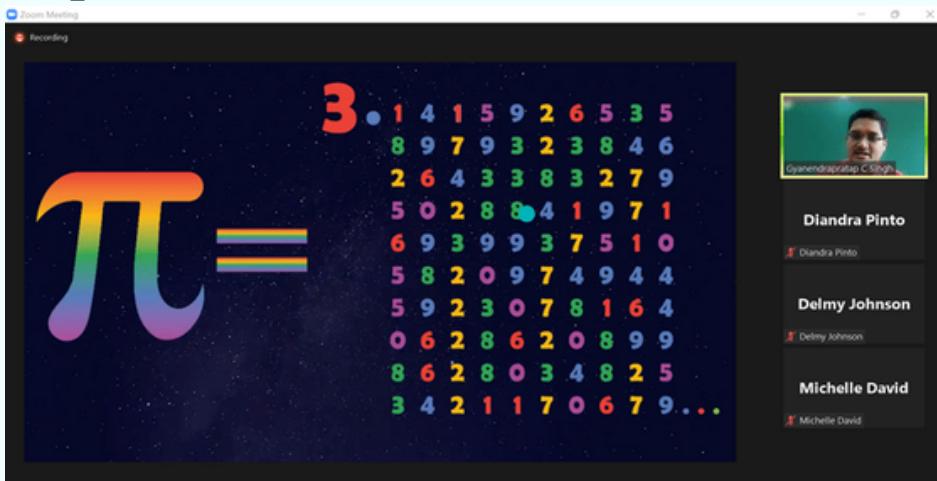 Zoom Meeting
Recording
π = 3.1415926535
8979323846
2643383279
5028841971
6939937510
5820974944
5923078164
0628620899
8628034825
3421170679...
Gyanendrapratap C Singh
Diandra Pinto
Diandra Pinto
Delmy Johnson
Delmy Johnson
Michelle David
Michelle David